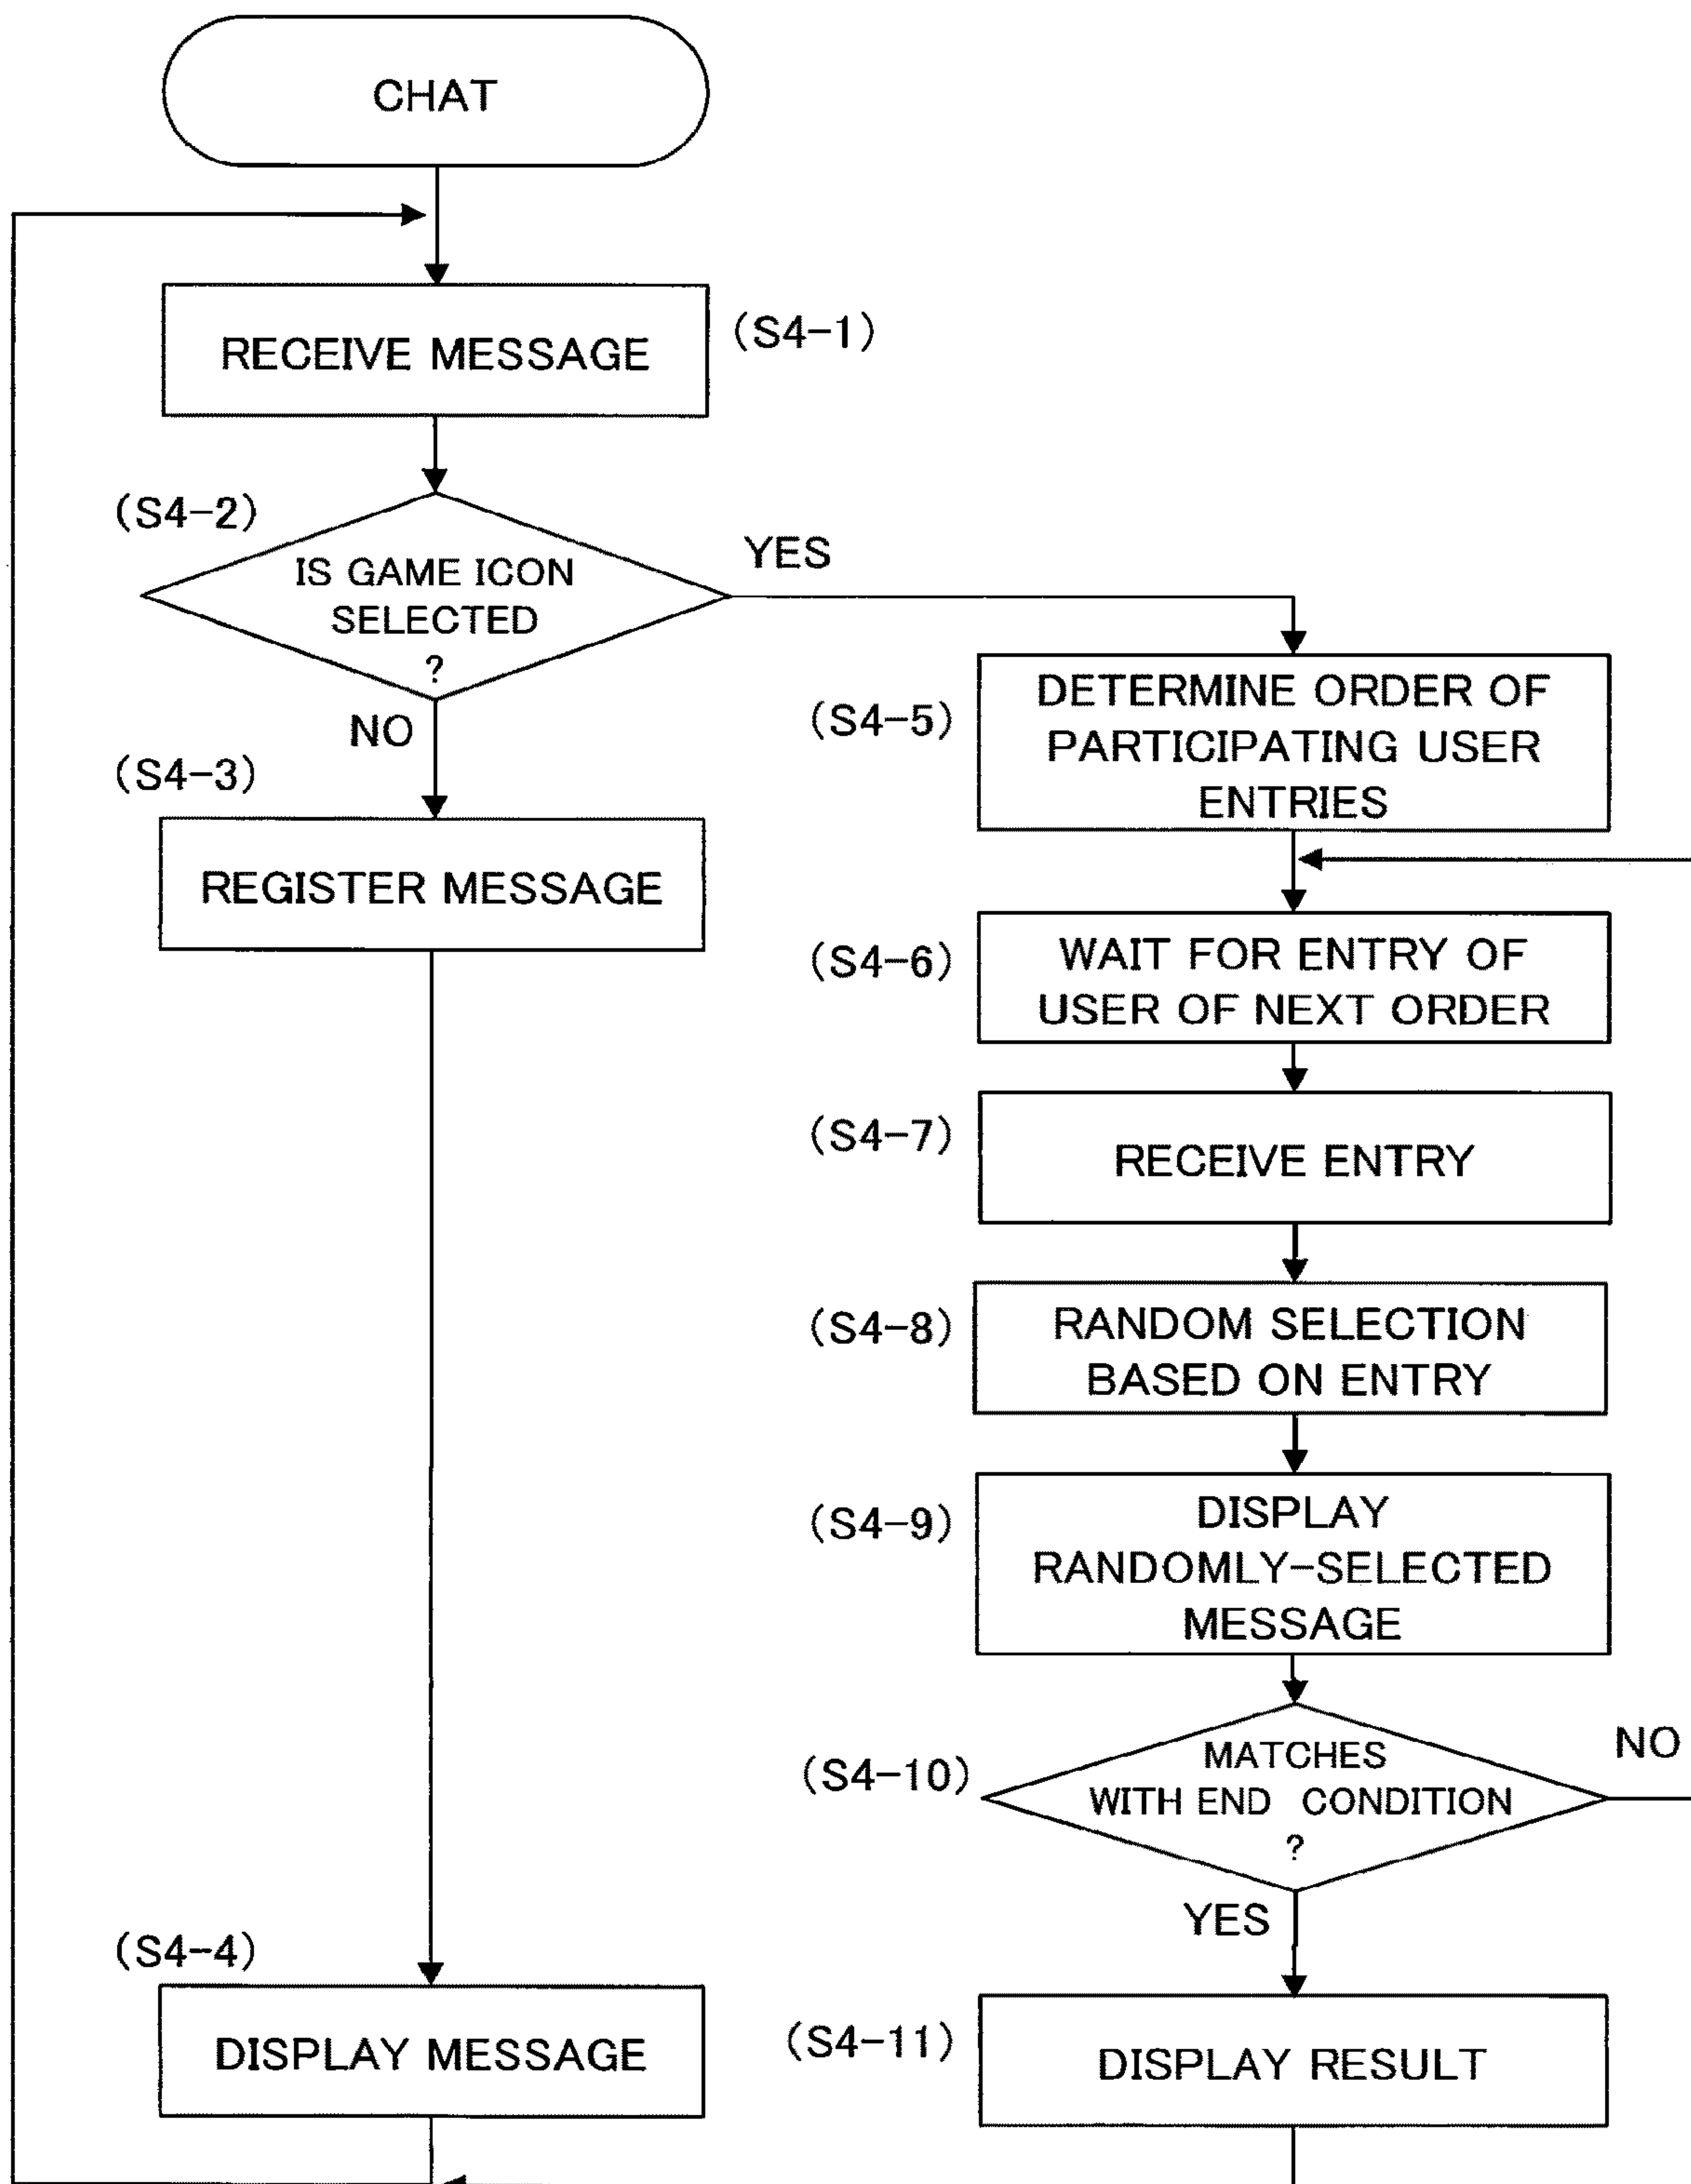 CHAT
RECEIVE MESSAGE
(S4-1)
(S4-2)
IS GAME ICON
SELECTED
?
YES
NO
(S4-3)
REGISTER MESSAGE
(S4-4)
DISPLAY MESSAGE
(S4-5)
DETERMINE ORDER OF
PARTICIPATING USER
ENTRIES
(S4-6)
WAIT FOR ENTRY OF
USER OF NEXT ORDER
(S4-7)
RECEIVE ENTRY
(S4-8)
RANDOM SELECTION
BASED ON ENTRY
(S4-9)
DISPLAY
RANDOMLY-SELECTED
MESSAGE
(S4-10)
MATCHES
WITH END CONDITION
?
NO
YES
(S4-11)
DISPLAY RESULT